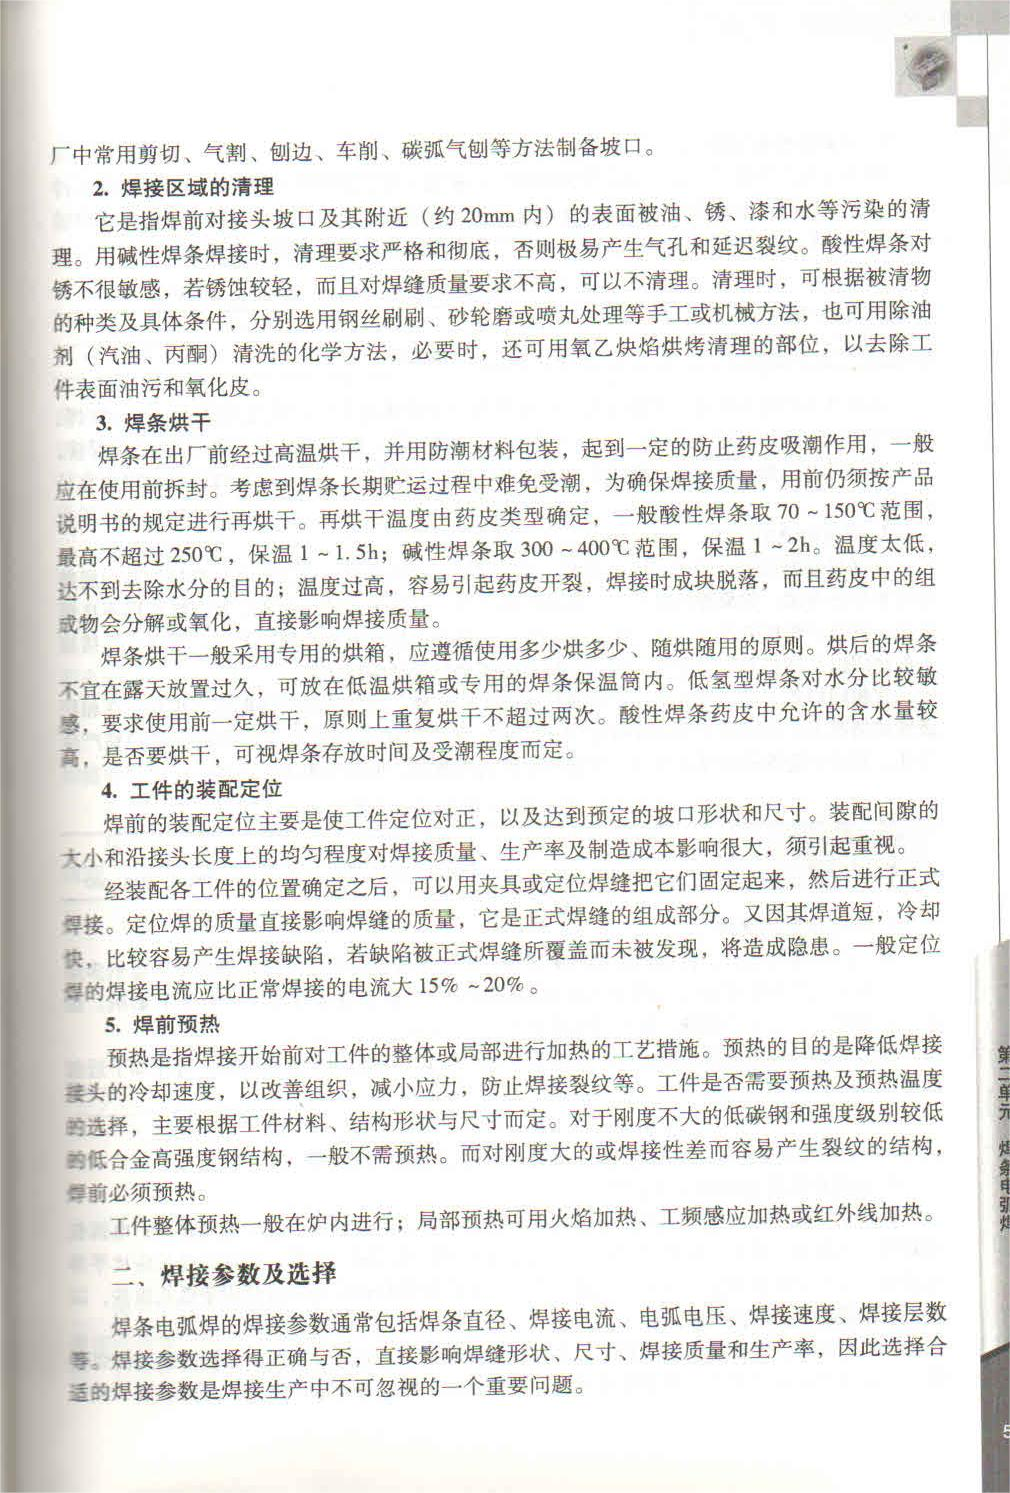 厂中常用剪切、气割、刨边、车削、碳弧气刨等方法制备坡口。
2. 焊接区域的清理
它是指焊前对接头坡口及其附近（约 20mm 内）的表面被油、锈、漆和水等污染的清
理。用碱性焊条焊接时，清理要求严格和彻底，否则极易产生气孔和延迟裂纹。酸性焊条对
锈不很敏感，若锈蚀较轻，而且对焊缝质量要求不高，可以不清理。清理时，可根据被清物
的种类及具体条件，分别选用钢丝刷刷、砂轮磨或喷丸处理等手工或机械方法，也可用除油
剂（汽油、丙酮）清洗的化学方法，必要时，还可用氧乙炔焰烘烤清理的部位，以去除工
件表面油污和氧化皮。
3. 焊条烘干
焊条在出厂前经过高温烘干，并用防潮材料包装，起到一定的防止药皮吸潮作用，一般
应在使用前拆封。考虑到焊条长期贮运过程中难免受潮，为确保焊接质量，用前仍须按产品
说明书的规定进行再烘干。再烘干温度由药皮类型确定，一般酸性焊条取 70 ~ 150℃ 范围，
最高不超过 250℃，保温 1 ~ 1.5h；碱性焊条取 300 ~ 400℃ 范围，保温 1 ~ 2h。温度太低，
达不到去除水分的目的；温度过高，容易引起药皮开裂，焊接时成块脱落，而且药皮中的组
成物会分解或氧化，直接影响焊接质量。
焊条烘干一般采用专用的烘箱，应遵循使用多少烘多少、随烘随用的原则。烘后的焊条
不宜在露天放置过久，可放在低温烘箱或专用的焊条保温筒内。低氢型焊条对水分比较敏
感，要求使用前一定烘干，原则上重复烘干不超过两次。酸性焊条药皮中允许的含水量较
高，是否要烘干，可视焊条存放时间及受潮程度而定。
4. 工件的装配定位
焊前的装配定位主要是使工件定位对正，以及达到预定的坡口形状和尺寸。装配间隙的
大小和沿接头长度上的均匀程度对焊接质量、生产率及制造成本影响很大，须引起重视。
经装配各工件的位置确定之后，可以用夹具或定位焊缝把它们固定起来，然后进行正式
焊接。定位焊的质量直接影响焊缝的质量，它是正式焊缝的组成部分。又因其焊道短，冷却
快，比较容易产生焊接缺陷，若缺陷被正式焊缝所覆盖而未被发现，将造成隐患。一般定位
焊的焊接电流应比正常焊接的电流大 15% ~20%。
5. 焊前预热
预热是指焊接开始前对工件的整体或局部进行加热的工艺措施。预热的目的是降低焊接
接头的冷却速度，以改善组织，减小应力，防止焊接裂纹等。工件是否需要预热及预热温度
的选择，主要根据工件材料、结构形状与尺寸而定。对于刚度不大的低碳钢和强度级别较低
的低合金高强度钢结构，一般不需预热。而对刚度大的或焊接性差而容易产生裂纹的结构，
焊前必须预热。
工件整体预热一般在炉内进行；局部预热可用火焰加热、工频感应加热或红外线加热。
二、焊接参数及选择
焊条电弧焊的焊接参数通常包括焊条直径、焊接电流、电弧电压、焊接速度、焊接层数
等。焊接参数选择得正确与否，直接影响焊缝形状、尺寸、焊接质量和生产率，因此选择合
适的焊接参数是焊接生产中不可忽视的一个重要问题。
第二单元 焊条电弧焊
5